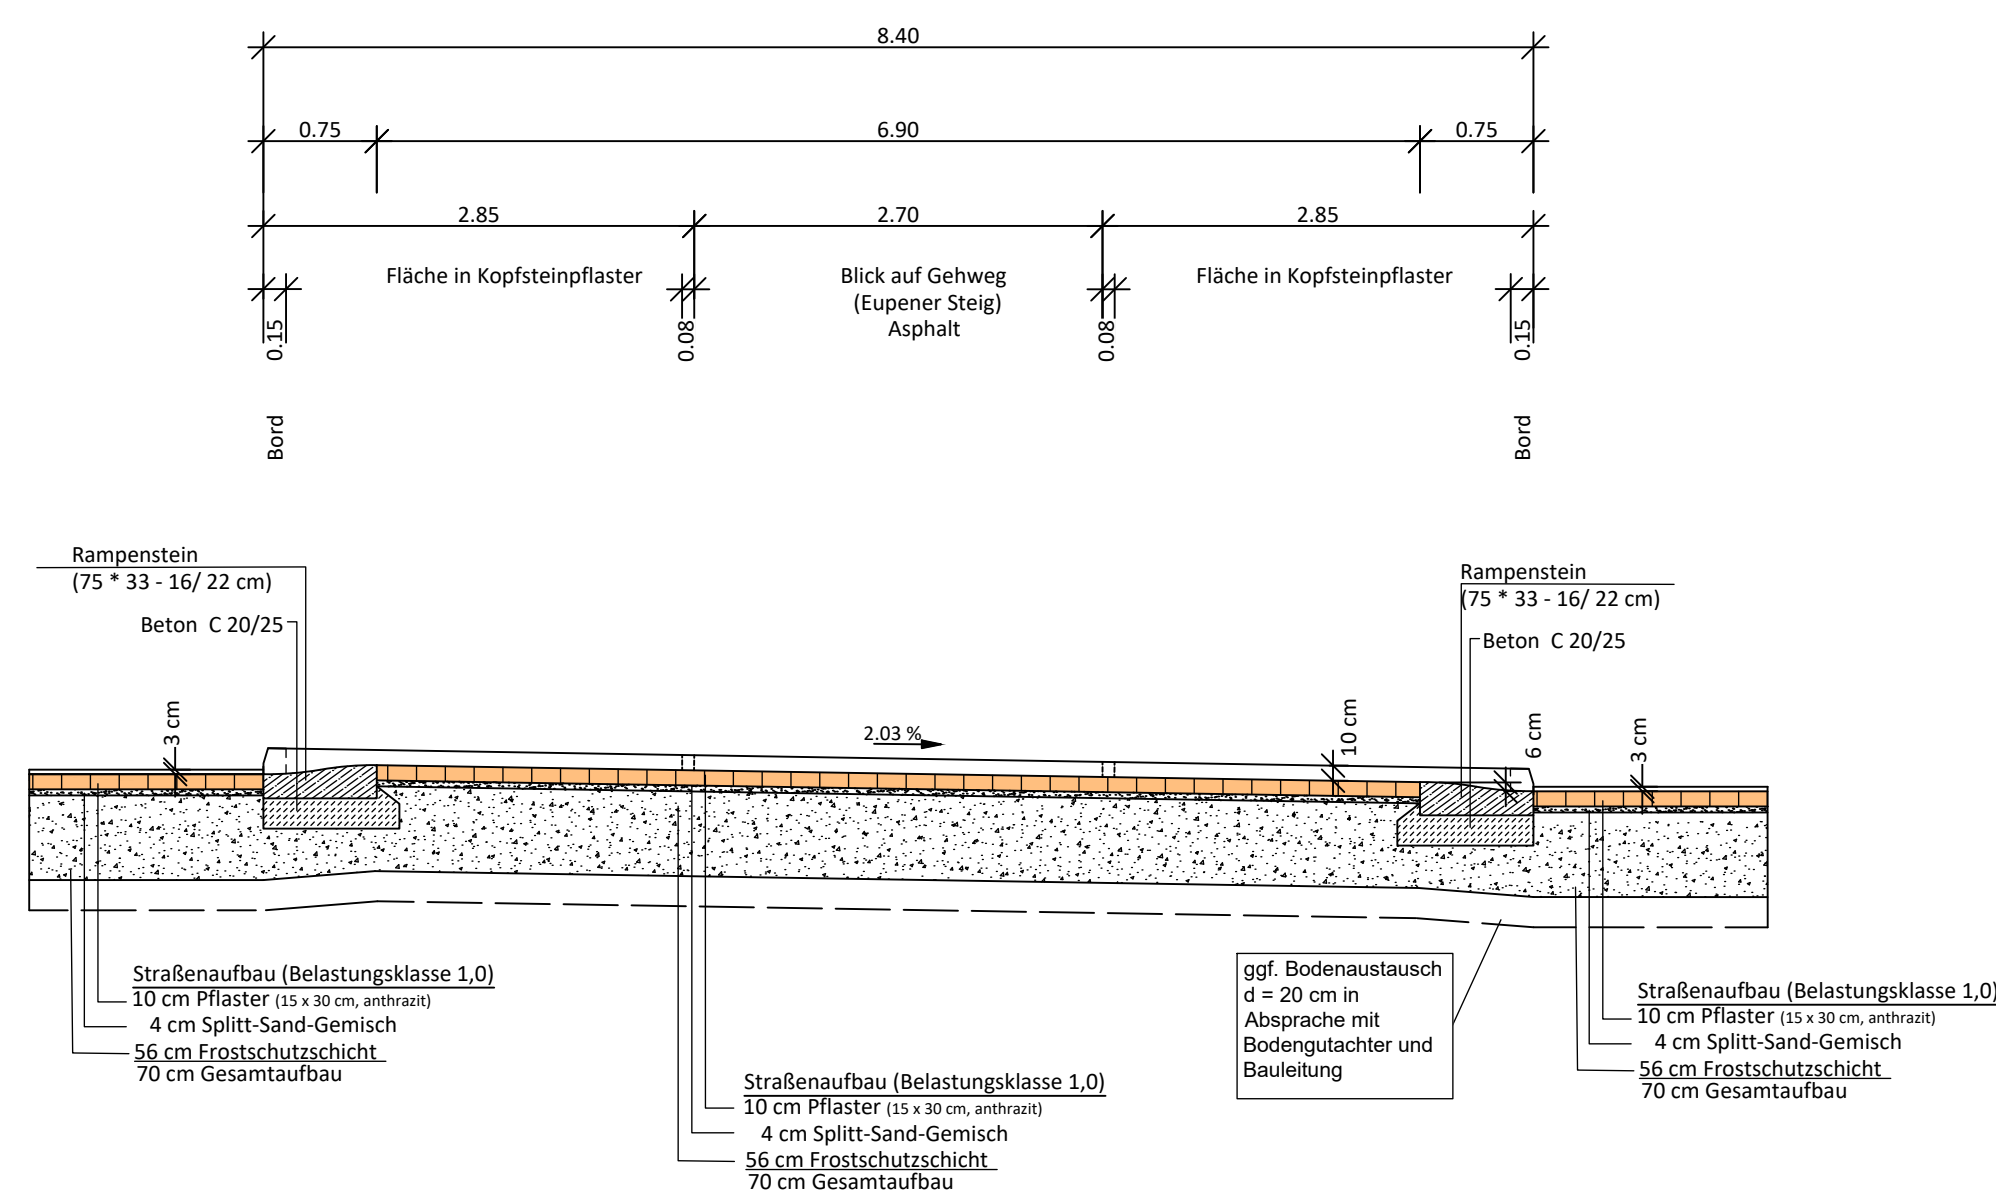 8.40
0.75
6.90
0.75
2.85
2.70
2.85
Fläche in Kopfsteinpflaster
Blick auf Gehweg
(Eupener Steig)
Asphalt
Fläche in Kopfsteinpflaster
0.15
0.08
0.08
0.15
Bord
Bord
Rampenstein
(75 * 33 - 16/ 22 cm)
Beton C 20/25
Rampenstein
(75 * 33 - 16/ 22 cm)
Beton C 20/25
3 cm
2.03 %
10 cm
6 cm
3 cm
Straßenaufbau (Belastungsklasse 1,0)
10 cm Pflaster (15 x 30 cm, anthrazit)
4 cm Splitt-Sand-Gemisch
56 cm Frostschutzschicht
70 cm Gesamtaufbau
Straßenaufbau (Belastungsklasse 1,0)
10 cm Pflaster (15 x 30 cm, anthrazit)
4 cm Splitt-Sand-Gemisch
56 cm Frostschutzschicht
70 cm Gesamtaufbau
ggf. Bodenaustausch
d = 20 cm in
Absprache mit
Bodengutachter und
Bauleitung
Straßenaufbau (Belastungsklasse 1,0)
10 cm Pflaster (15 x 30 cm, anthrazit)
4 cm Splitt-Sand-Gemisch
56 cm Frostschutzschicht
70 cm Gesamtaufbau